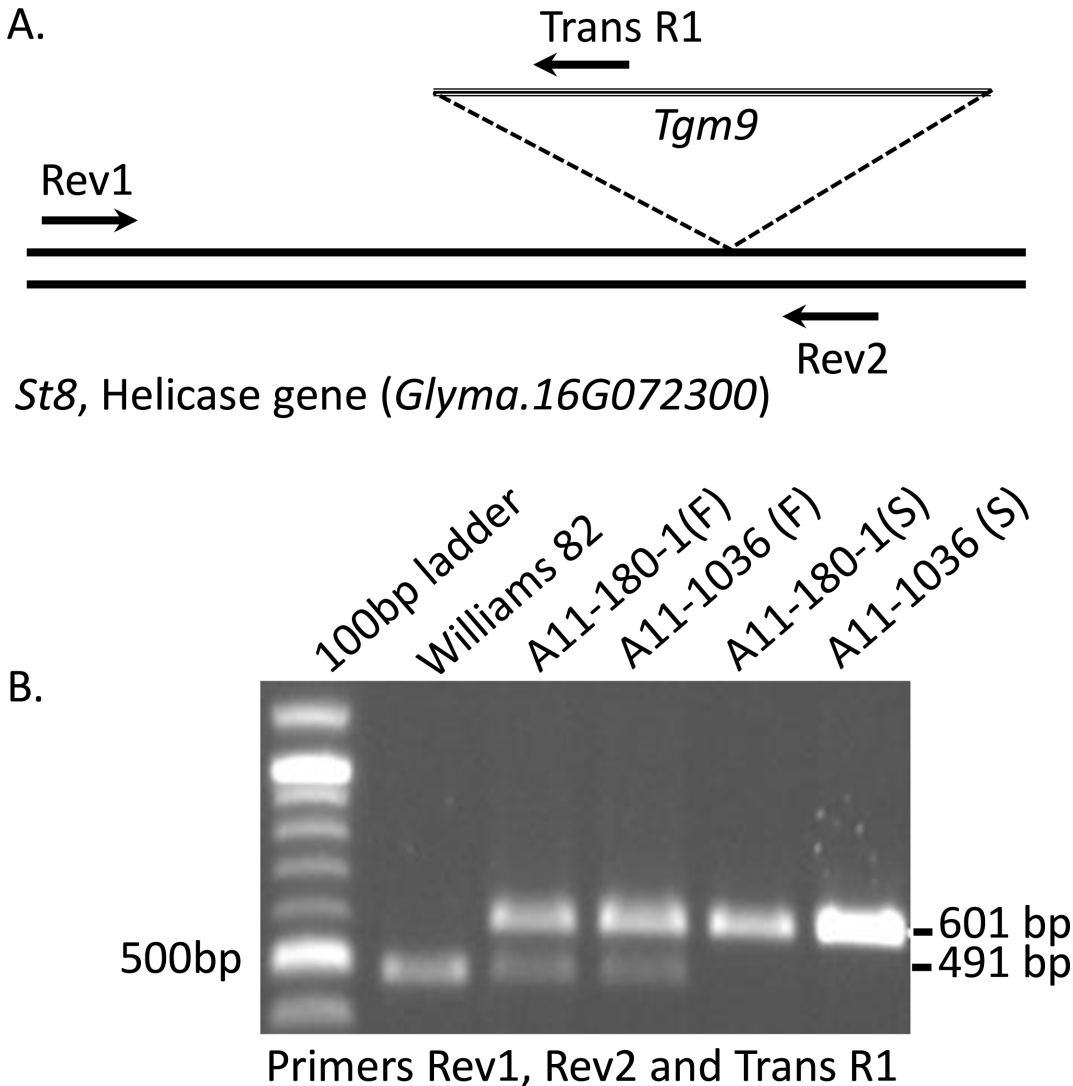 A.
Trans R1
Tgm9
Rev1
Rev2
St8, Helicase gene (Glyma.16G072300)
B.
100bp ladder
Williams 82
A11-180-1(F)
A11-1036 (F)
A11-180-1(S)
A11-1036 (S)
500bp
601 bp
491 bp
Primers Rev1, Rev2 and Trans R1